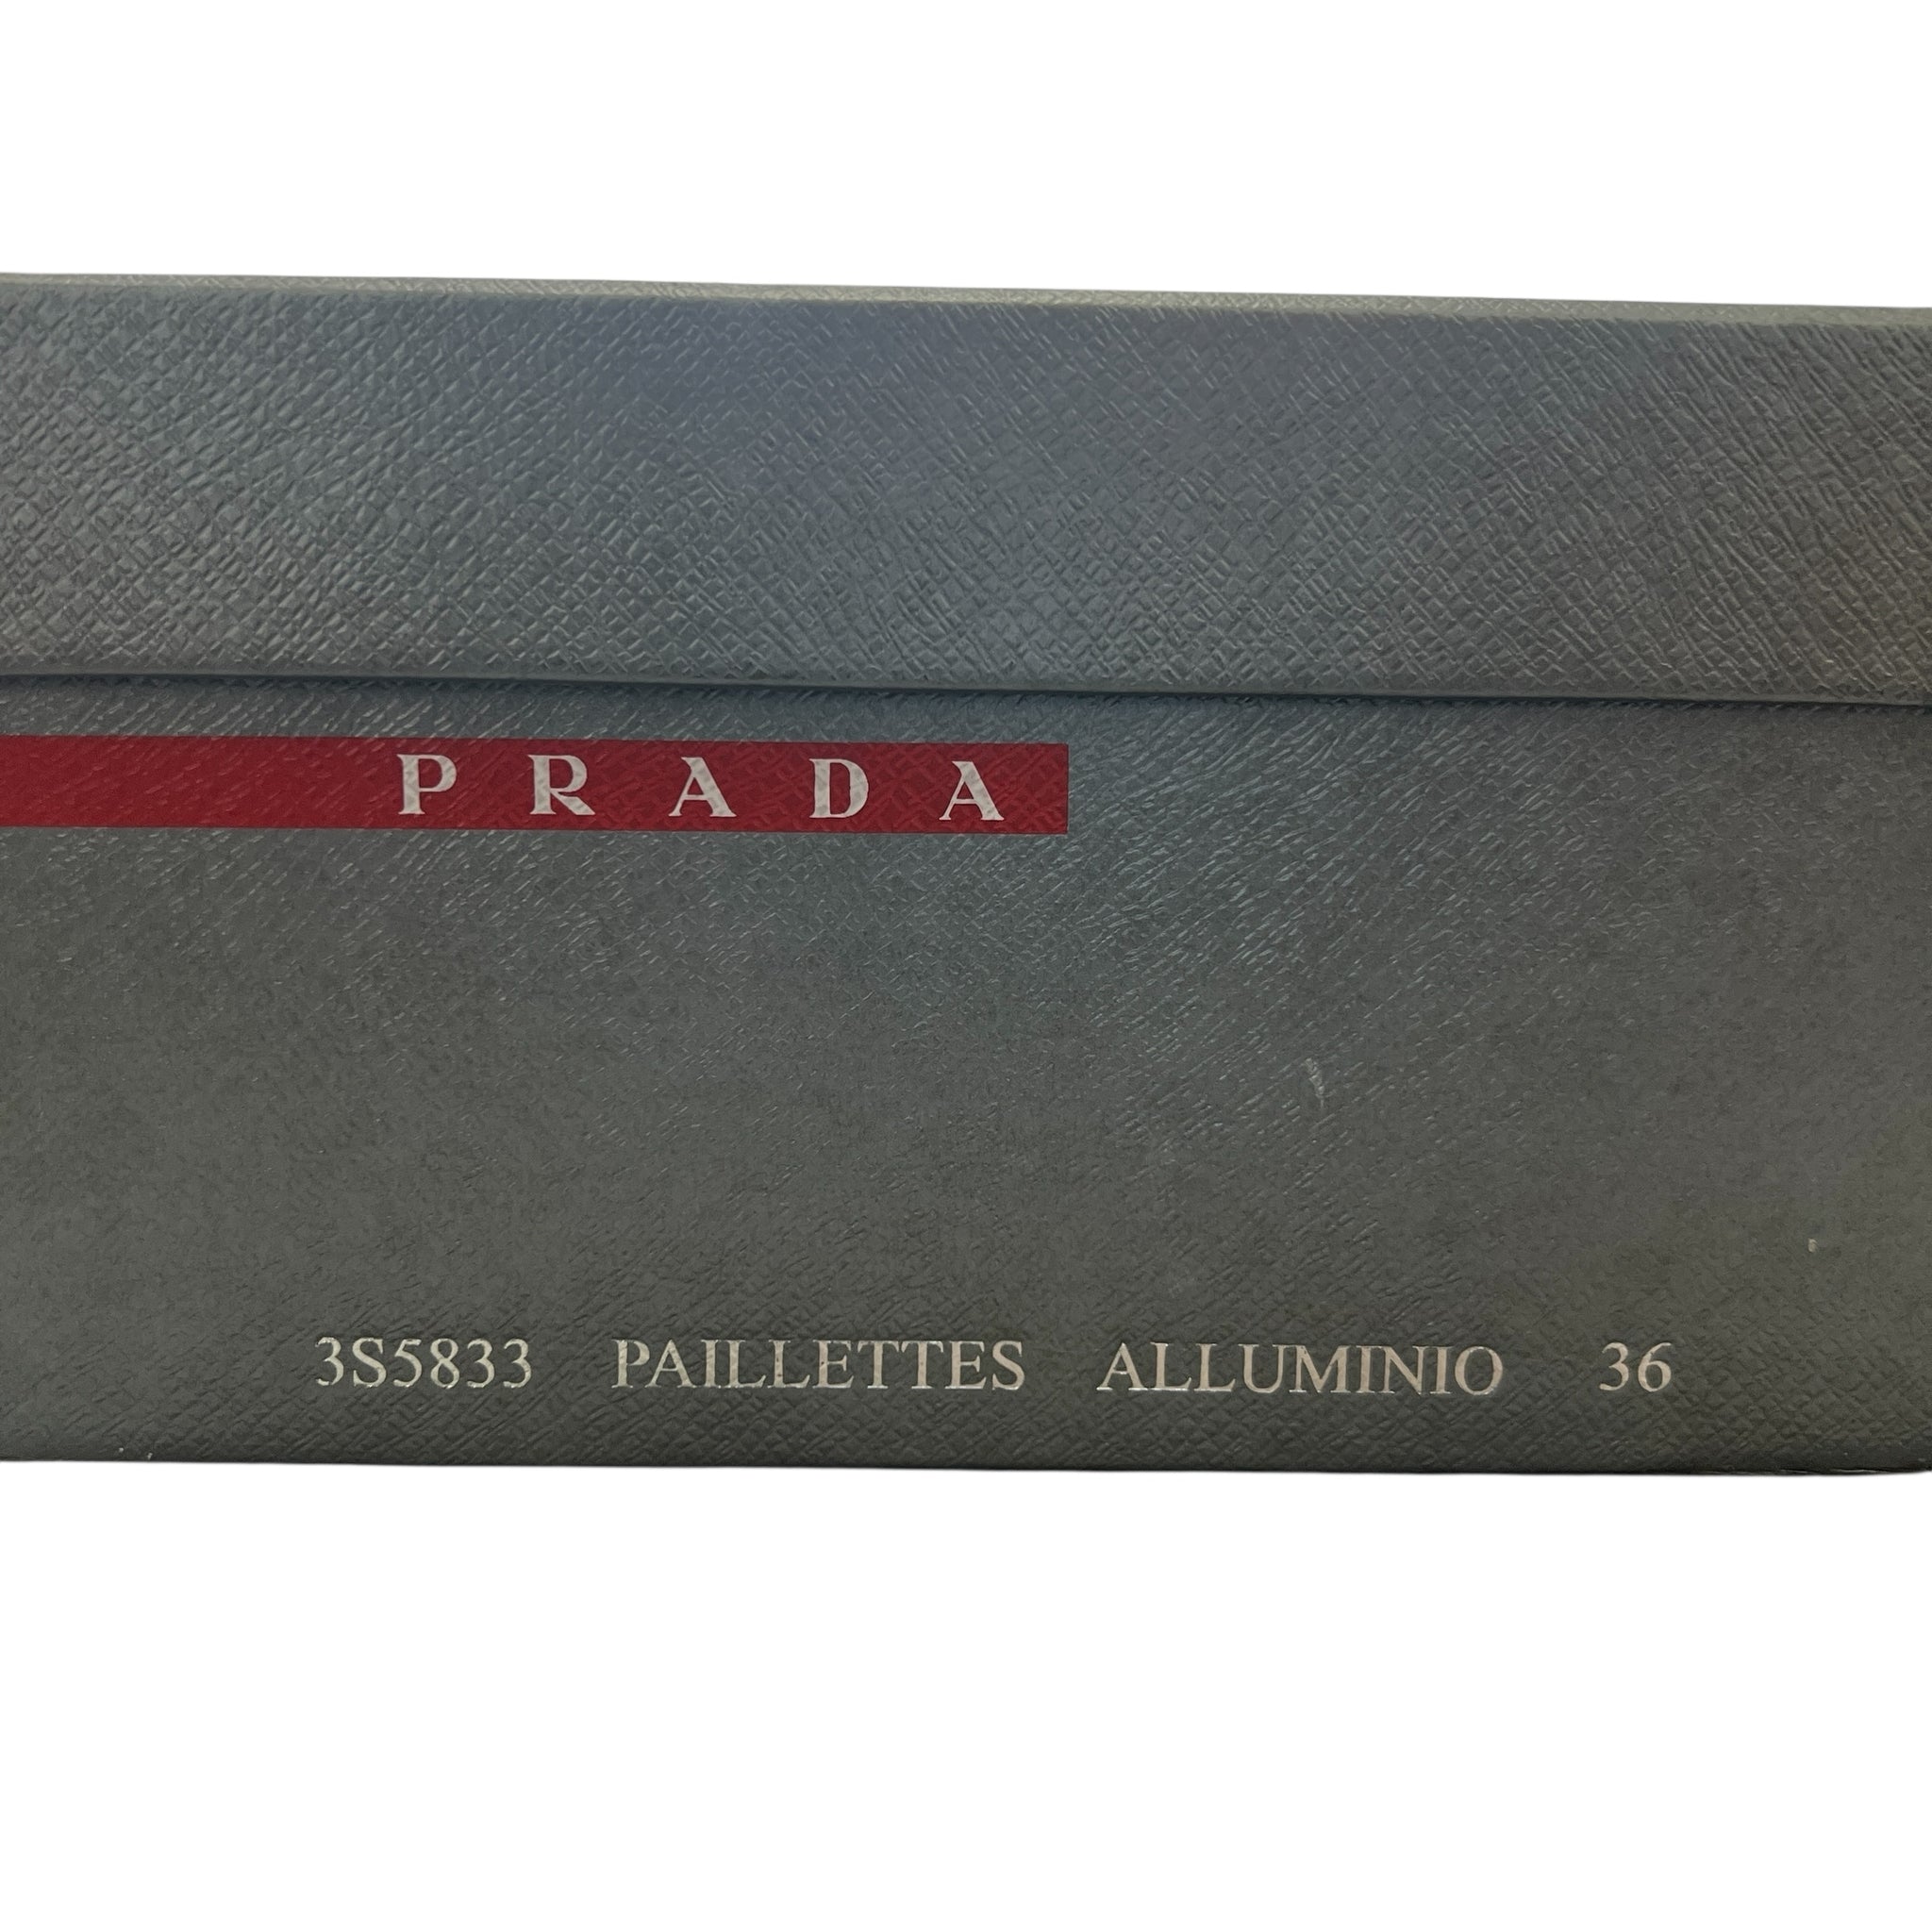 PRADA
3S5833 PAILLETTES ALLUMINIO 36